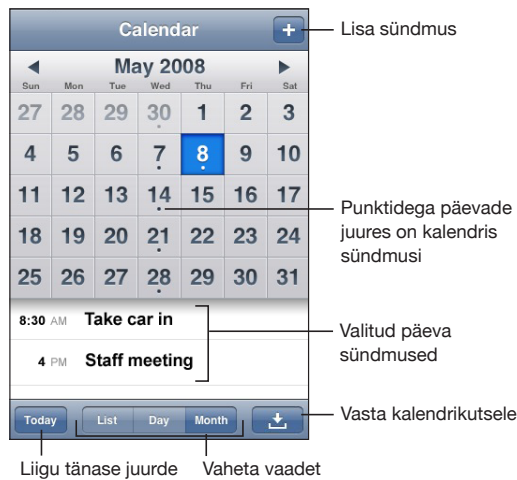 Calendar
+
Lisa sündmus
May 2008
Sun Mon Tue Wed Thu Fri Sat
27 28 29 30 1 2 3
4 5 6 7 8 9 10
11 12 13 14 15 16 17
18 19 20 21 22 23 24
25 26 27 28 29 30 31
Punktidega päevade
juures on kalendris
sündmusi
8:30 AM Take car in
4 PM Staff meeting
Valitud päeva
sündmused
Today List Day Month
Vasta kalendrikutsele
Liigu tänase juurde
Vaheta vaadet